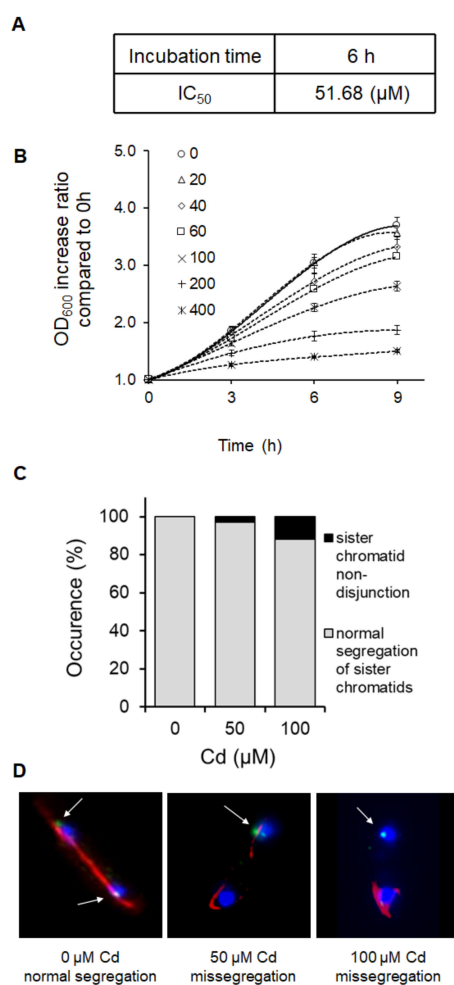 A
Incubation time 6 h
IC50 51.68 (µM)
B
OD600 increase ratio
compared to 0h
5.0
4.0
3.0
2.0
1.0
0
20
40
60
100
200
400
0 3 6 9
Time (h)
C
Occurence (%)
100
80
60
40
20
0
0 50 100
Cd (µM)
sister
chromatid
non-
disjunction
normal
segregation
of sister
chromatids
D
0 µM Cd
normal segregation
50 µM Cd
missegregation
100 µM Cd
missegregation